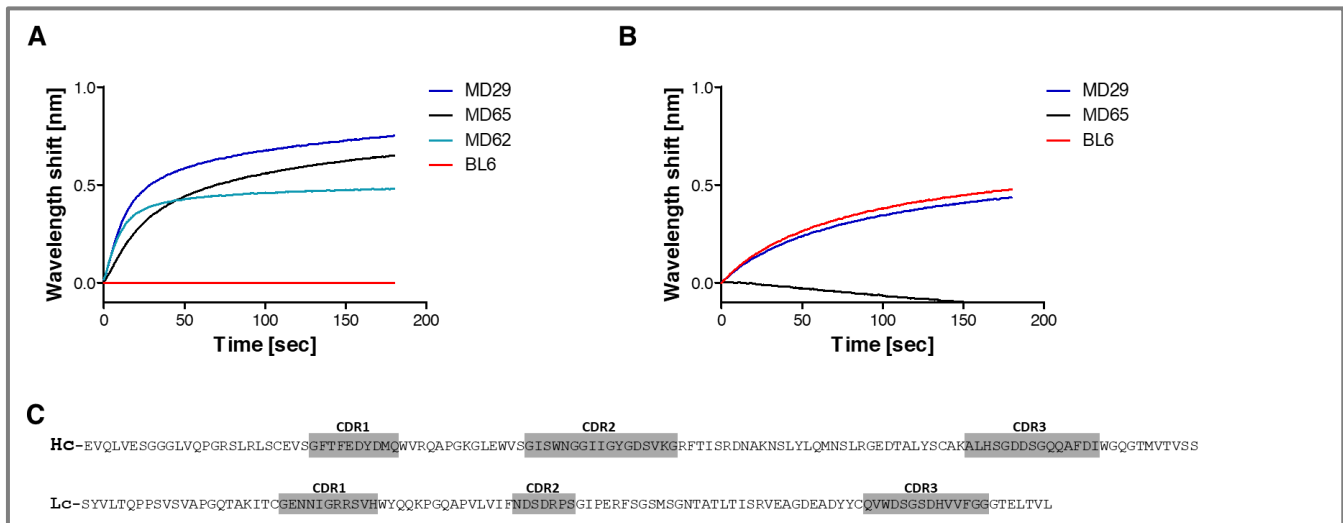 A
Wavelength shift [nm]
1.0
0.5
0.0
0 50 100 150 200
Time [sec]
MD29
MD65
MD62
BL6
B
Wavelength shift [nm]
1.0
0.5
0.0
0 50 100 150 200
Time [sec]
MD29
MD65
BL6
C
CDR1 CDR2 CDR3
Hc-EVQLVESGGGLVQPGRSLRLSCEVSGFTFEDYDMQWVRQAPGKGLEWVSGISWNGGIIGYGDSVKGRFTISRDNAKNSLYLQMNSLRGEDTALYSCAKALHSGDDSGQQAFDIWGQGTMVTVSS
CDR1 CDR2 CDR3
Lc-SYVLTQPPSVSVAPGQTAKITCGENNIGRRSVHWYQQKPGQAPVLVIFNDSDRPSGIPERFSGSMSGNTATLTISRVEAGDEADYYCQVWDSGSDHVVFGGGTELTVL